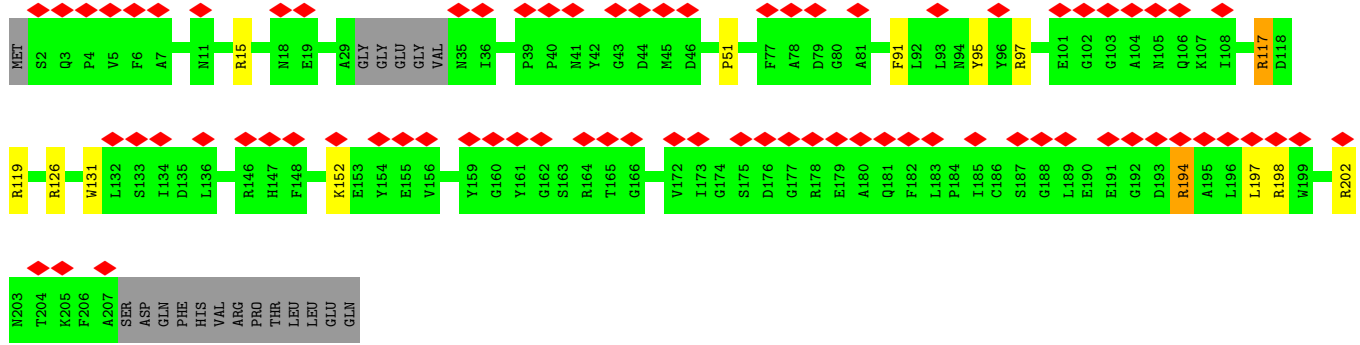 MET S2 Q3 P4 V5 F6 A7 N11 R15 N18 E19 A29 GLY GLY GLU GLY VAL N35 I36 P39 P40 N41 Y42 G43 D44 M45 D46 P51 F77 A78 D79 G80 A81 F91 L92 L93 N94 Y95 Y96 R97 E101 G102 G103 A104 N105 Q106 K107 I108 R117 D118
R119 R126 W131 L132 S133 I134 D135 L136 R146 H147 F148 K152 E153 Y154 E155 V156 Y159 G160 Y161 G162 S163 R164 T165 G166 V172 I173 G174 S175 D176 G177 R178 E179 A180 Q181 F182 L183 P184 I185 C186 S187 G188 L189 E190 E191 G192 D193 R194 A195 L196 L197 R198 W199 R202
N203 T204 K205 F206 A207 SER ASP GLN PHE HIS VAL ARG PRO THR LEU LEU GLU GLN